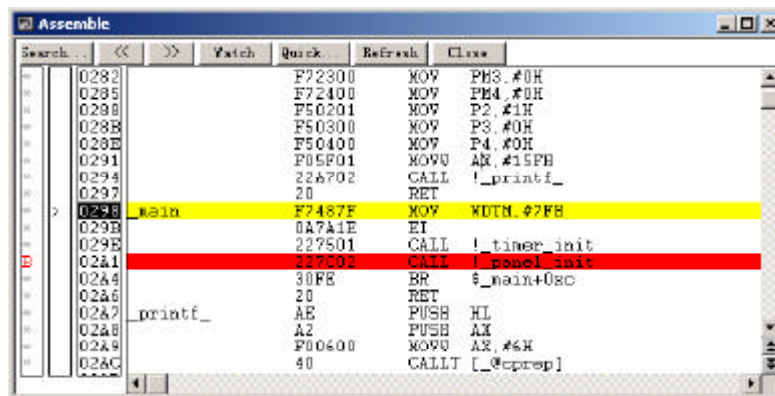 Assemble
Search... << >> Watch Quick... Refresh Close
0282 F72300 MOV PM3,#0H
0285 F72400 MOV PM4,#0H
0288 F50201 MOV P2,#1H
028B F50300 MOV P3,#0H
028E F50400 MOV P4,#0H
0291 F05F01 MOVW AX,#15FH
0294 22A702 CALL !_printf_
0297 20 RET
> 0298 _main F7487F MOV WDTM,#7FH
029B 0A7A1E EI
029E 227501 CALL !_timer_init
B 02A1 227C02 CALL !_panel_init
02A4 30FE BR $_main+0xc
02A6 20 RET
02A7 _printf_ AE PUSH HL
02A8 A2 PUSH AX
02A9 F00600 MOVW AX,#6H
02AC 40 CALLT [_@cprep]